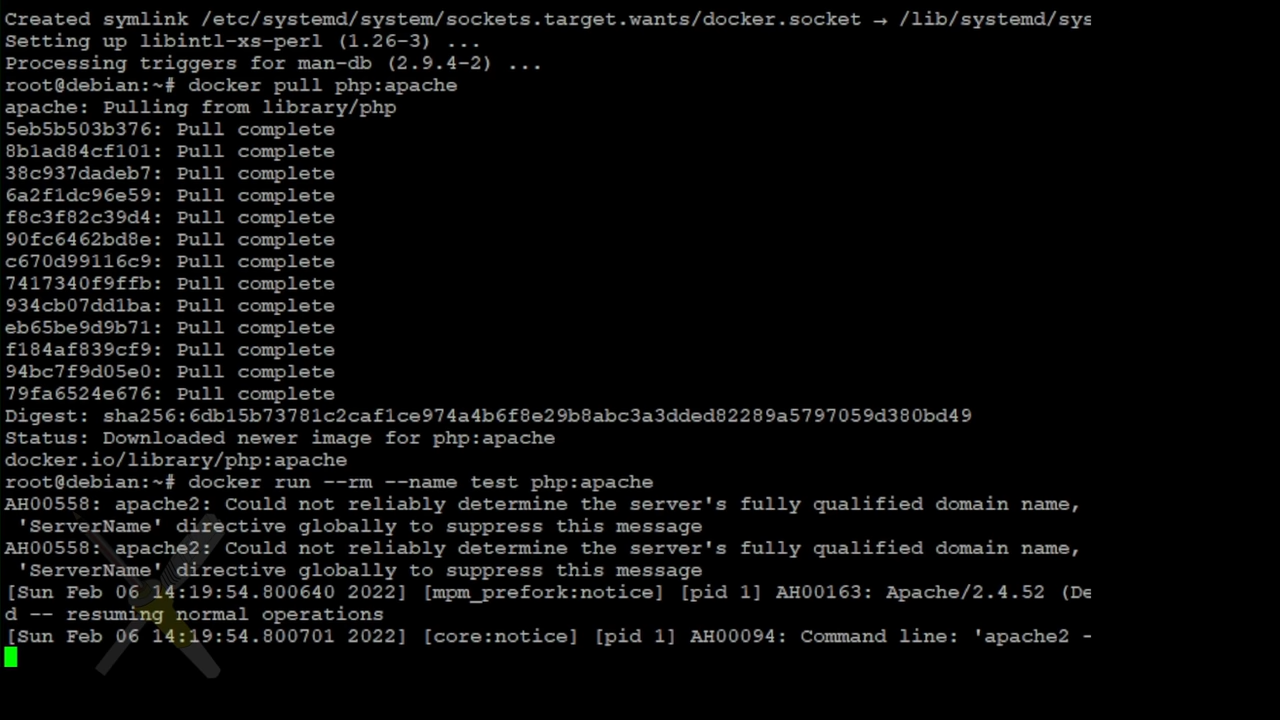 Created symlink /etc/systemd/system/sockets.target.wants/docker.socket → /lib/systemd/sys
Setting up libintl-xs-perl (1.26-3) ...
Processing triggers for man-db (2.9.4-2) ...
root@debian:~# docker pull php:apache
apache: Pulling from library/php
5eb5b503b376: Pull complete
8b1ad84cf101: Pull complete
38c937dadeb7: Pull complete
6a2f1dc96e59: Pull complete
f8c3f82c39d4: Pull complete
90fc6462bd8e: Pull complete
c670d99116c9: Pull complete
7417340f9ffb: Pull complete
934cb07dd1ba: Pull complete
eb65be9d9b71: Pull complete
f184af839cf9: Pull complete
94bc7f9d05e0: Pull complete
79fa6524e676: Pull complete
Digest: sha256:6db15b73781c2caf1ce974a4b6f8e29b8abc3a3dded82289a5797059d380bd49
Status: Downloaded newer image for php:apache
docker.io/library/php:apache
root@debian:~# docker run --rm --name test php:apache
AH00558: apache2: Could not reliably determine the server's fully qualified domain name,
'ServerName' directive globally to suppress this message
AH00558: apache2: Could not reliably determine the server's fully qualified domain name,
'ServerName' directive globally to suppress this message
[Sun Feb 06 14:19:54.800640 2022] [mpm_prefork:notice] [pid 1] AH00163: Apache/2.4.52 (De
d -- resuming normal operations
[Sun Feb 06 14:19:54.800701 2022] [core:notice] [pid 1] AH00094: Command line: 'apache2 -